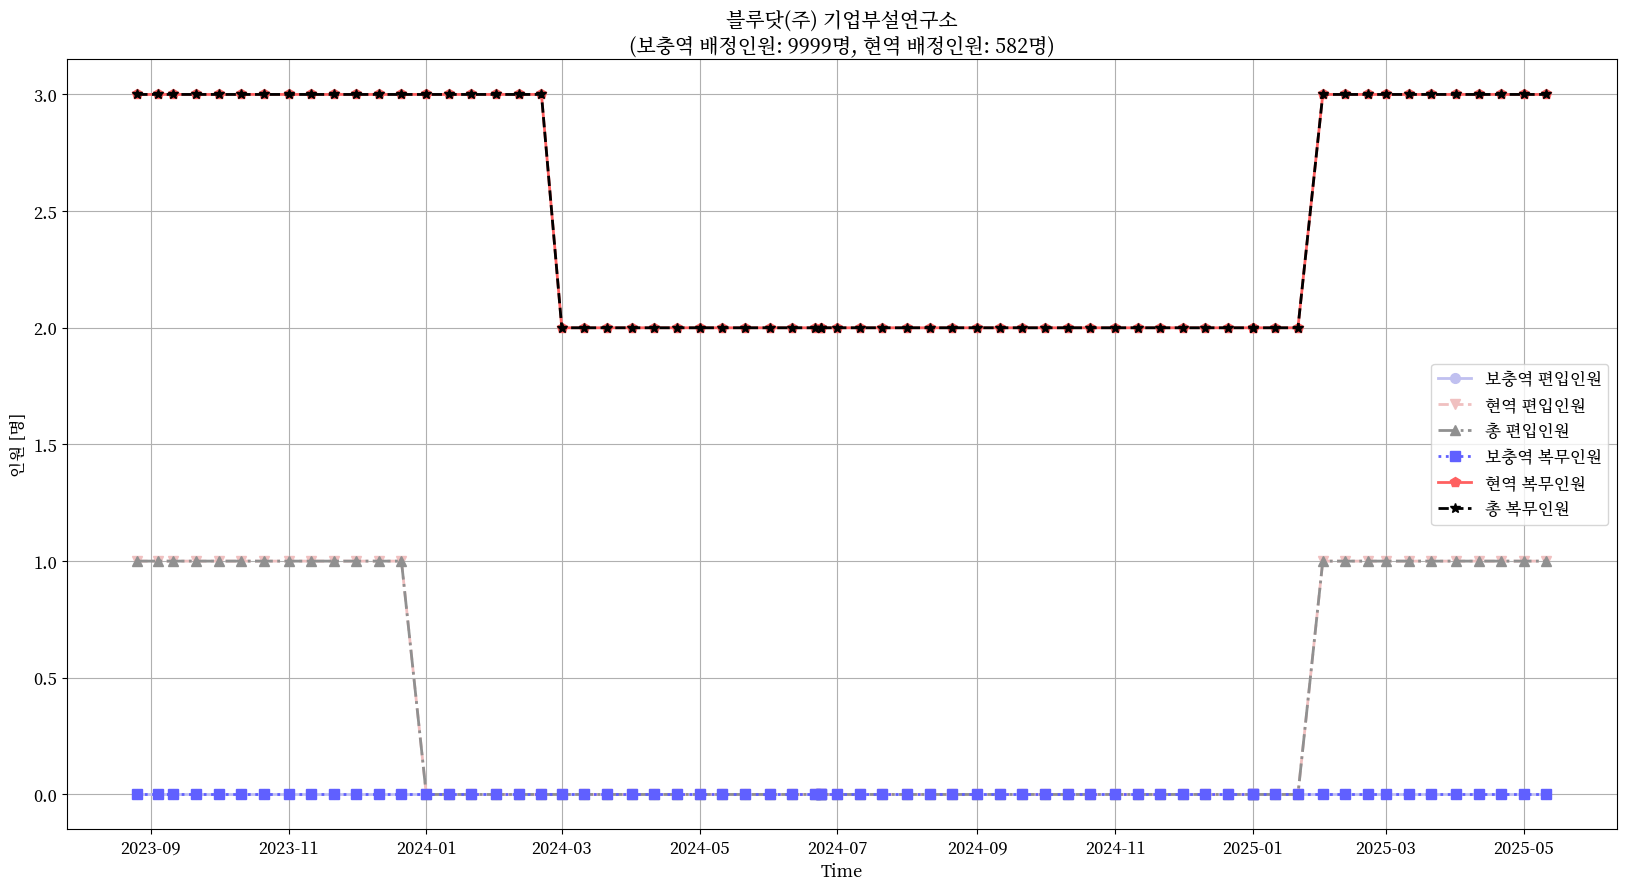 블루닷(주) 기업부설연구소
(보충역 배정인원: 9999명, 현역 배정인원: 582명)
3.0
2.5
2.0
1.5
1.0
0.5
0.0
인원 [명]
보충역 편입인원
현역 편입인원
총 편입인원
보충역 복무인원
현역 복무인원
총 복무인원
2023-09
2023-11
2024-01
2024-03
2024-05
2024-07
2024-09
2024-11
2025-01
2025-03
2025-05
Time